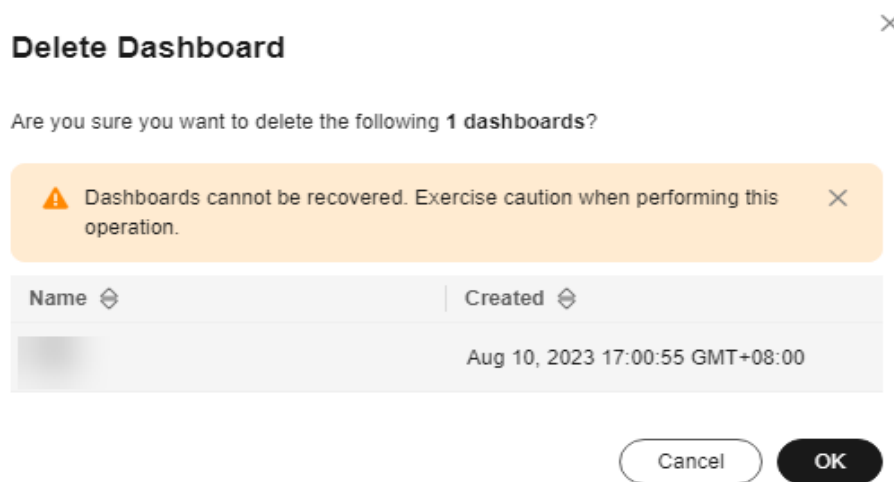 Delete Dashboard
Are you sure you want to delete the following 1 dashboards?
Dashboards cannot be recovered. Exercise caution when performing this
operation.
Name Created
Aug 10, 2023 17:00:55 GMT+08:00
Cancel OK